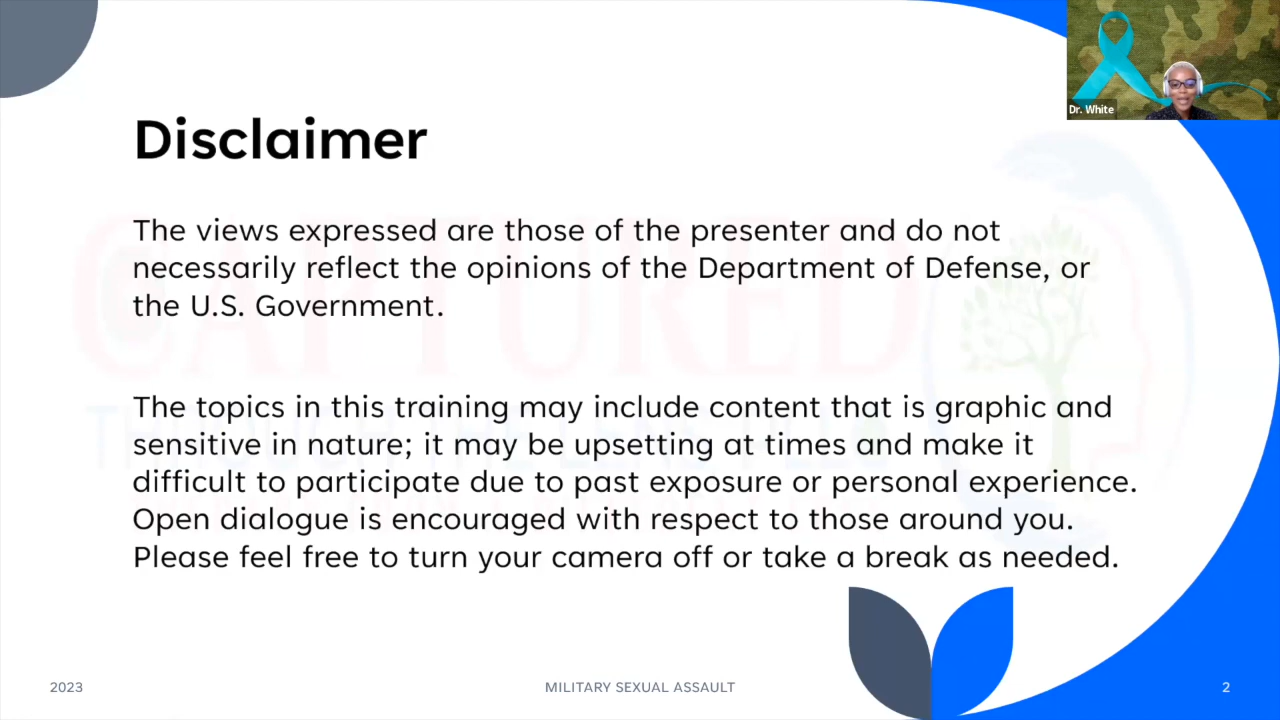 Dr. White
Disclaimer
The views expressed are those of the presenter and do not
necessarily reflect the opinions of the Department of Defense, or
the U.S. Government.
The topics in this training may include content that is graphic and
sensitive in nature; it may be upsetting at times and make it
difficult to participate due to past exposure or personal experience.
Open dialogue is encouraged with respect to those around you.
Please feel free to turn your camera off or take a break as needed.
CAPTURED
2023
MILITARY SEXUAL ASSAULT
2